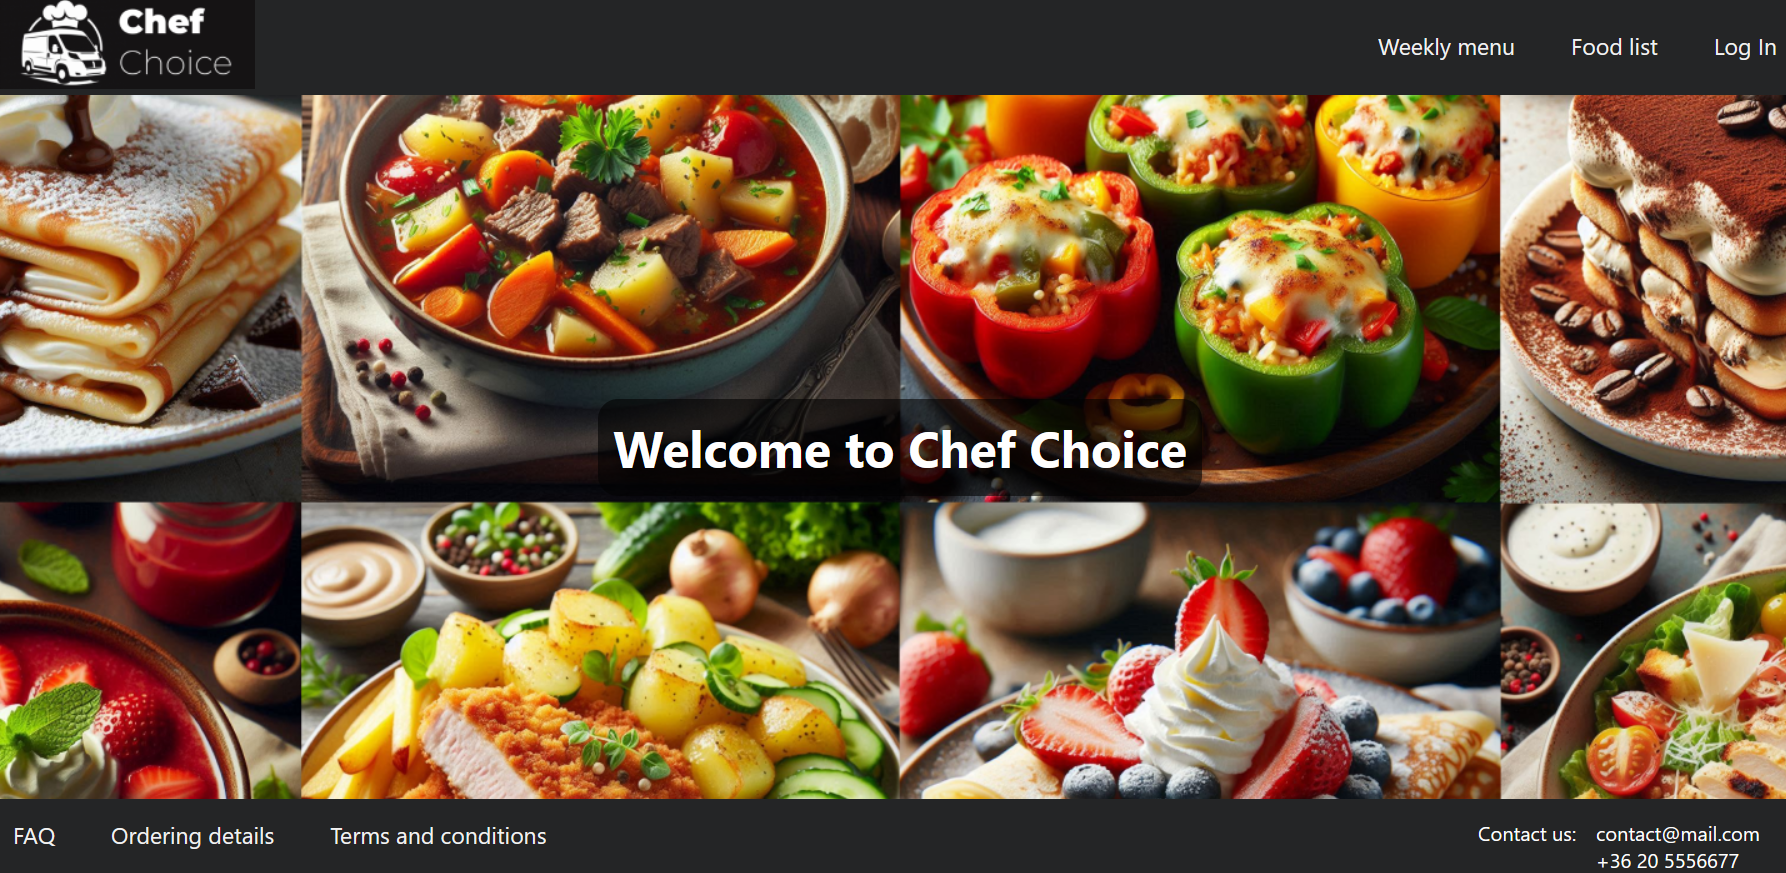 Chef
Choice
Weekly menu
Food list
Log In
Welcome to Chef Choice
FAQ
Ordering details
Terms and conditions
Contact us:
contact@mail.com
+36 20 5556677